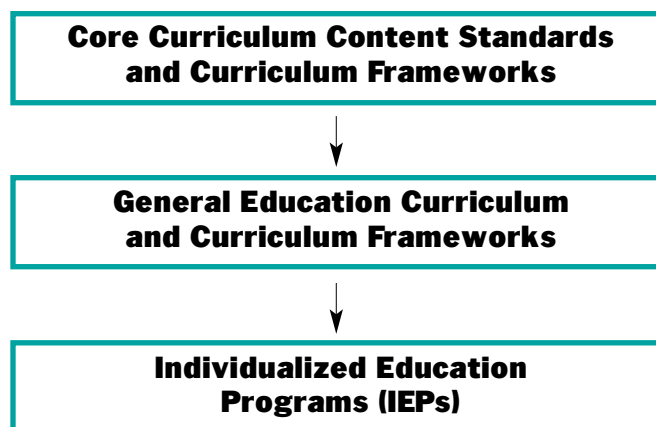 Core Curriculum Content Standards
and Curriculum Frameworks
General Education Curriculum
and Curriculum Frameworks
Individualized Education
Programs (IEPs)